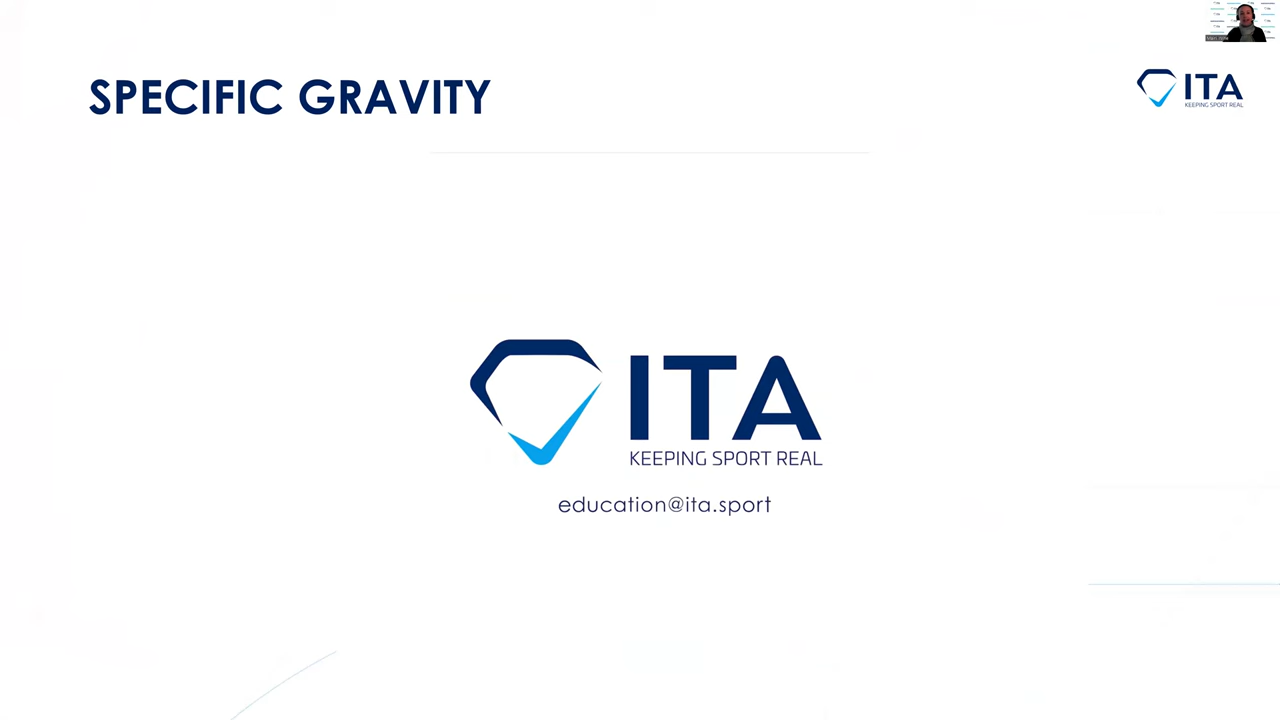 SPECIFIC GRAVITY
ITA
KEEPING SPORT REAL
ITA
KEEPING SPORT REAL
education@ita.sport